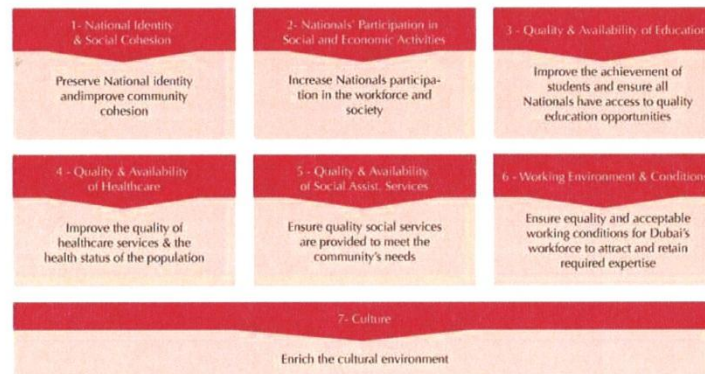 1- National Identity
& Social Cohesion
Preserve National identity
andimprove community
cohesion
2- Nationals' Participation in
Social and Economic Activities
Increase Nationals participa-
tion in the workforce and
society
3 - Quality & Availability of Education
Improve the achievement of
students and ensure all
Nationals have access to quality
education opportunities
4 - Quality & Availability
of Healthcare
Improve the quality of
healthcare services & the
health status of the population
5 - Quality & Availability
of Social Assist. Services
Ensure quality social services
are provided to meet the
community's needs
6 - Working Environment & Condition
Ensure equality and acceptable
working conditions for Dubai's
workforce to attract and retain
required expertise
7- Culture
Enrich the cultural environment